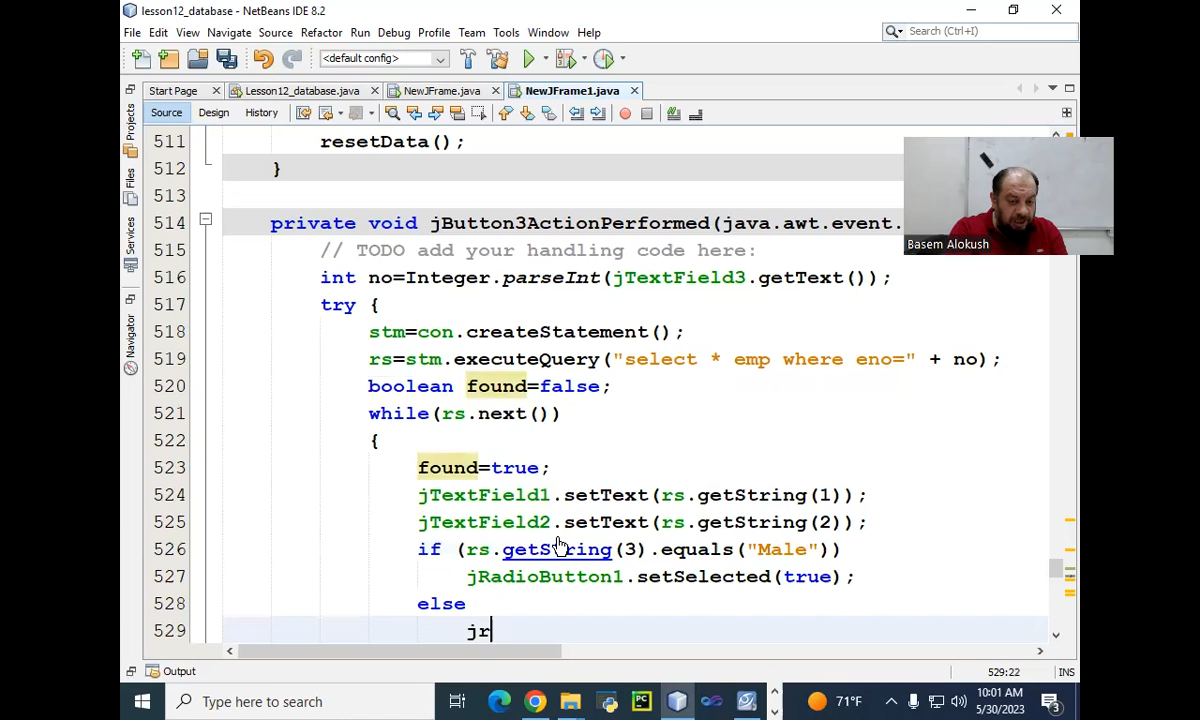 lesson12_database - NetBeans IDE 8.2
File Edit View Navigate Source Refactor Run Debug Profile Team Tools Window Help
Search (Ctrl+I)
<default config>
Start Page Lesson12_database.java NewJFrame.java NewJFrame1.java
Source Design History
Projects
Files
Services
Navigator
511 resetData();
512 }
513
514 private void jButton3ActionPerformed(java.awt.event.
515 // TODO add your handling code here:
516 int no=Integer.parseInt(jTextField3.getText());
517 try {
518 stm=con.createStatement();
519 rs=stm.executeQuery("select * emp where eno=" + no);
520 boolean found=false;
521 while(rs.next())
522 {
523 found=true;
524 jTextField1.setText(rs.getString(1));
525 jTextField2.setText(rs.getString(2));
526 if (rs.getString(3).equals("Male"))
527 jRadioButton1.setSelected(true);
528 else
529 jr
Basem Alokush
Output
529:22 INS
Type here to search
PC
71°F
10:01 AM
5/30/2023
3